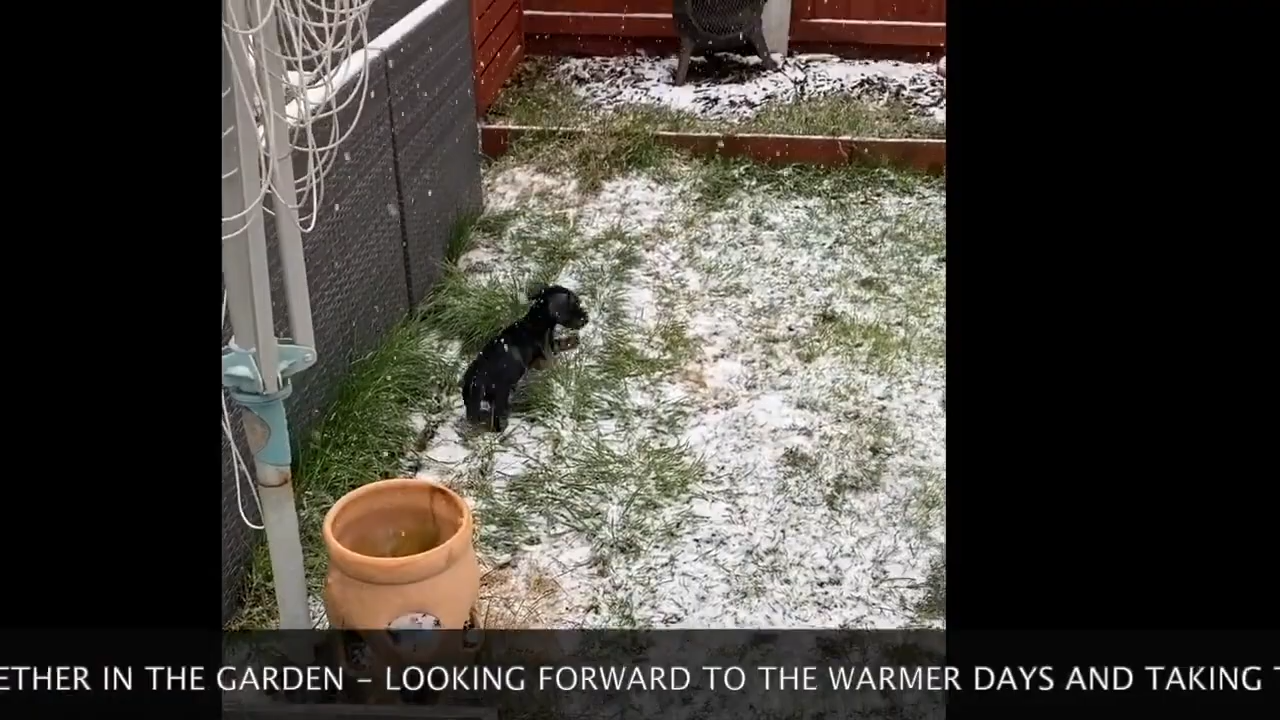 ETHER IN THE GARDEN – LOOKING FORWARD TO THE WARMER DAYS AND TAKING